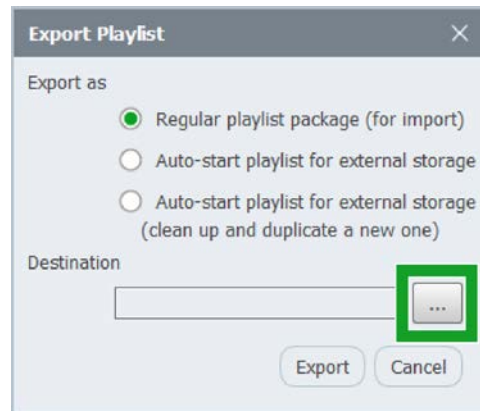 Export Playlist
Export as
Regular playlist package (for import)
Auto-start playlist for external storage
Auto-start playlist for external storage
(clean up and duplicate a new one)
Destination
...
Export Cancel